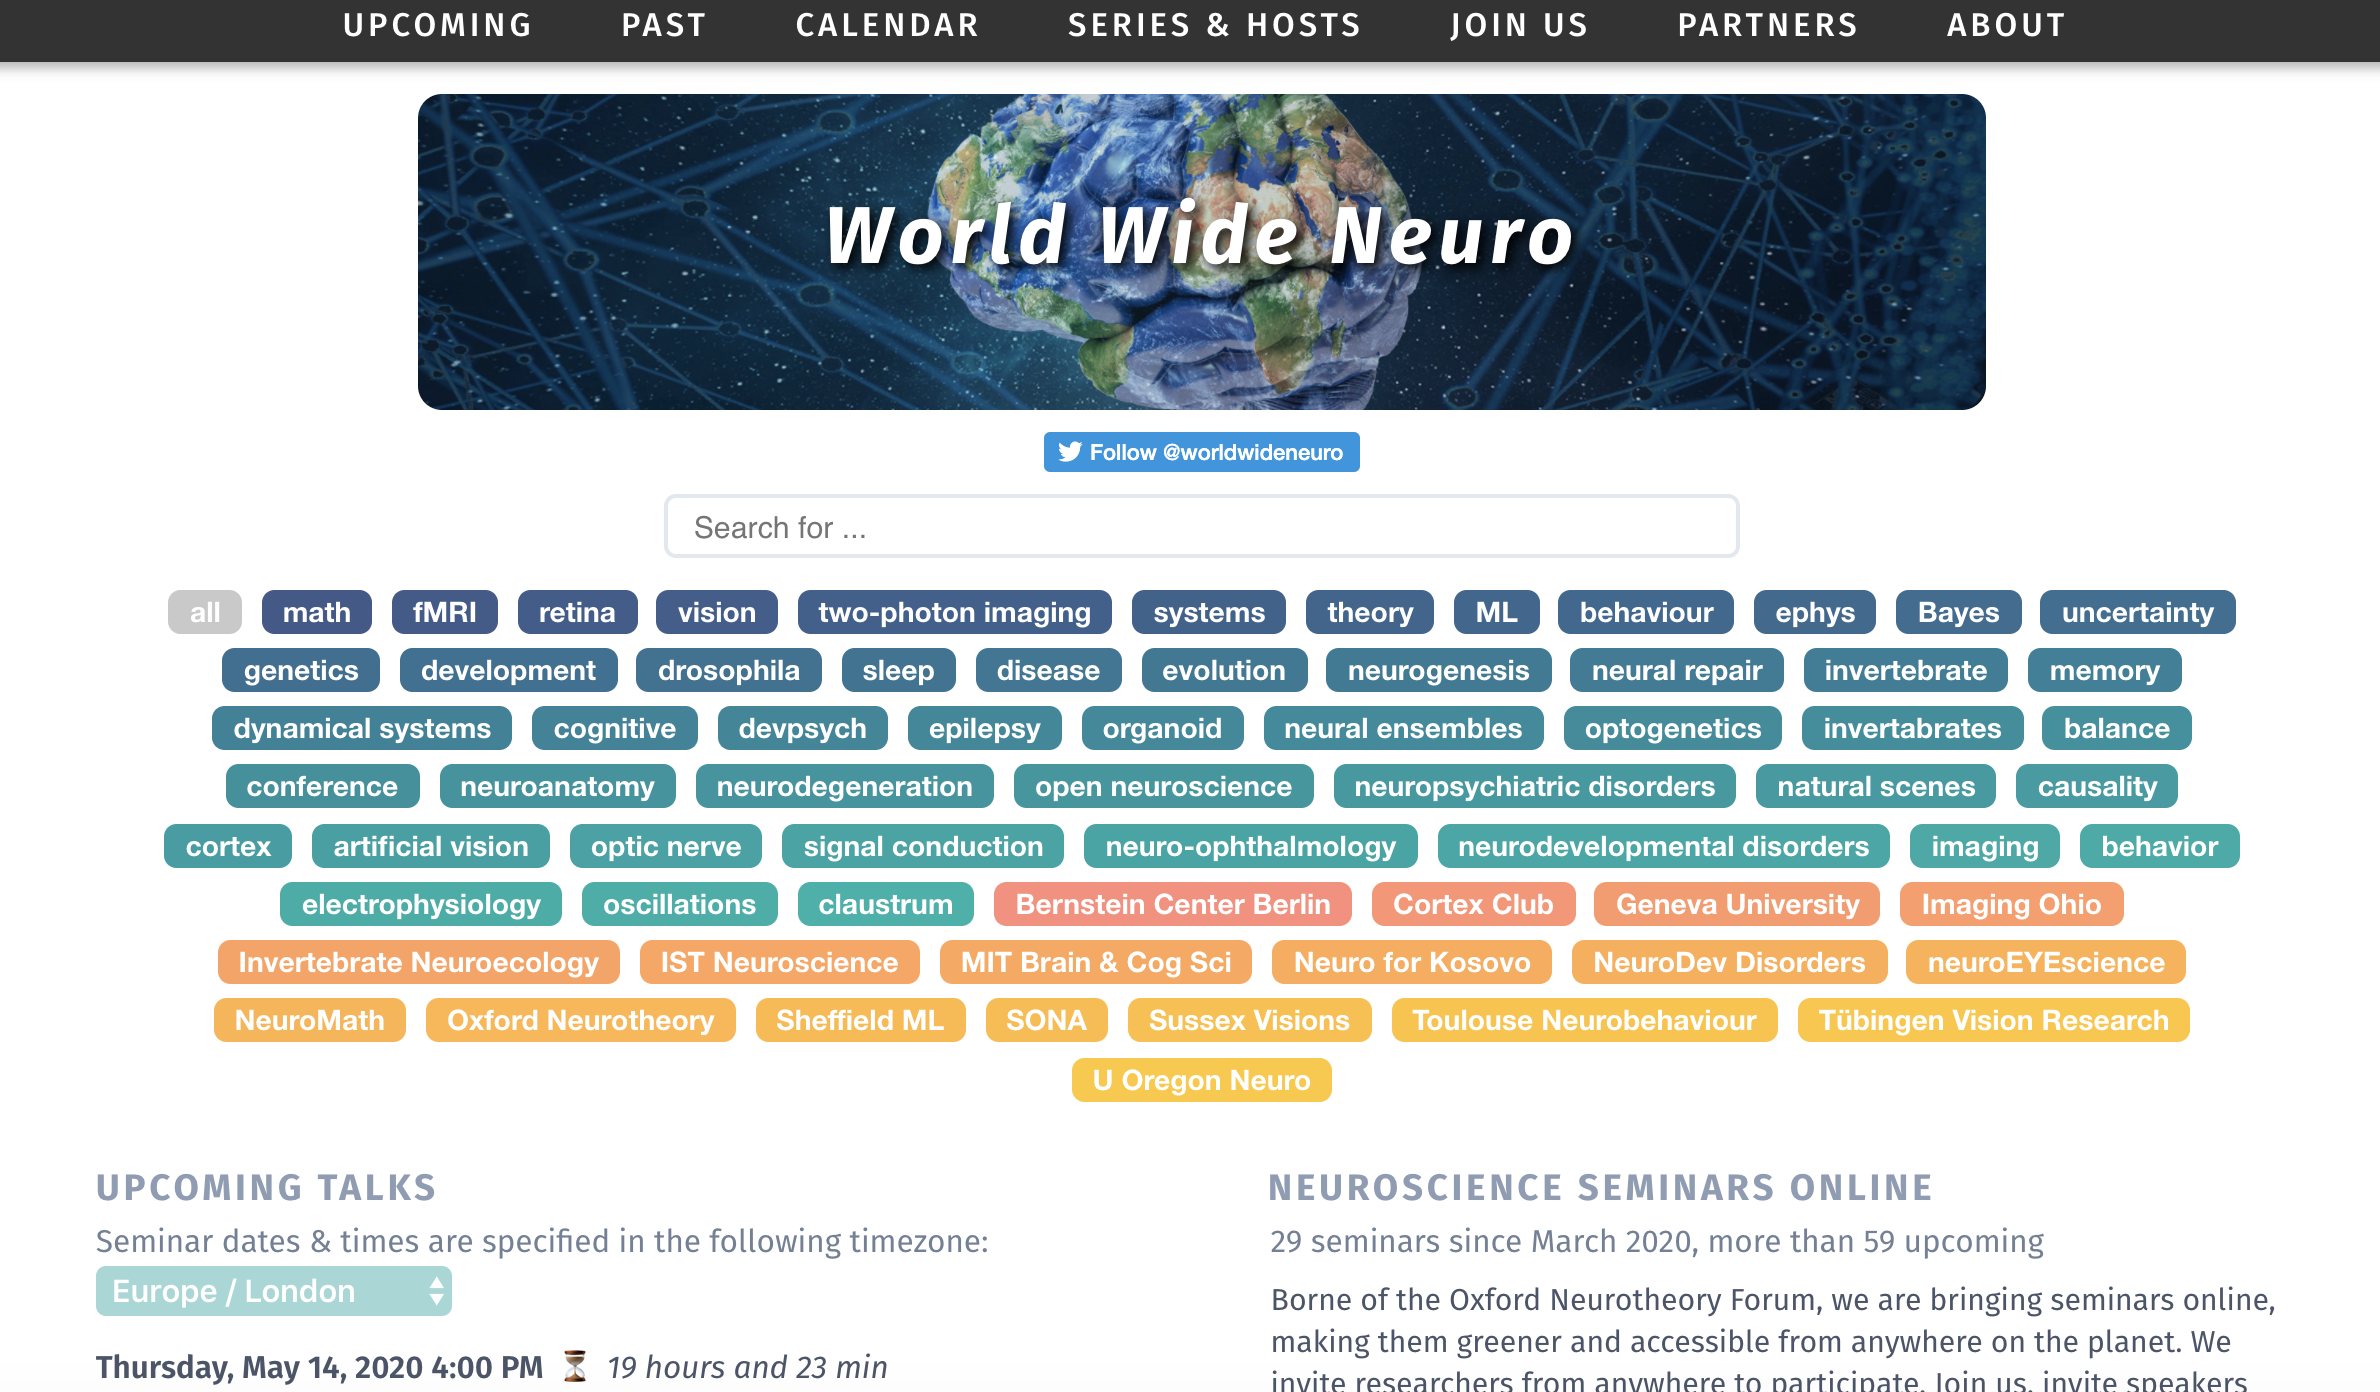 UPCOMING PAST CALENDAR SERIES & HOSTS JOIN US PARTNERS ABOUT
World Wide Neuro
Follow @worldwideneuro
Search for ...
all math fMRI retina vision two-photon imaging systems theory ML behaviour ephys Bayes uncertainty
genetics development drosophila sleep disease evolution neurogenesis neural repair invertebrate memory
dynamical systems cognitive devpsych epilepsy organoid neural ensembles optogenetics invertabrates balance
conference neuroanatomy neurodegeneration open neuroscience neuropsychiatric disorders natural scenes causality
cortex artificial vision optic nerve signal conduction neuro-ophthalmology neurodevelopmental disorders imaging behavior
electrophysiology oscillations claustrum Bernstein Center Berlin Cortex Club Geneva University Imaging Ohio
Invertebrate Neuroecology IST Neuroscience MIT Brain & Cog Sci Neuro for Kosovo NeuroDev Disorders neuroEYEscience
NeuroMath Oxford Neurotheory Sheffield ML SONA Sussex Visions Toulouse Neurobehaviour Tübingen Vision Research
U Oregon Neuro
UPCOMING TALKS
Seminar dates & times are specified in the following timezone:
Europe / London
Thursday, May 14, 2020 4:00 PM ⏳ 19 hours and 23 min
NEUROSCIENCE SEMINARS ONLINE
29 seminars since March 2020, more than 59 upcoming
Borne of the Oxford Neurotheory Forum, we are bringing seminars online,
making them greener and accessible from anywhere on the planet. We
invite researchers from anywhere to participate. Join us, invite speakers